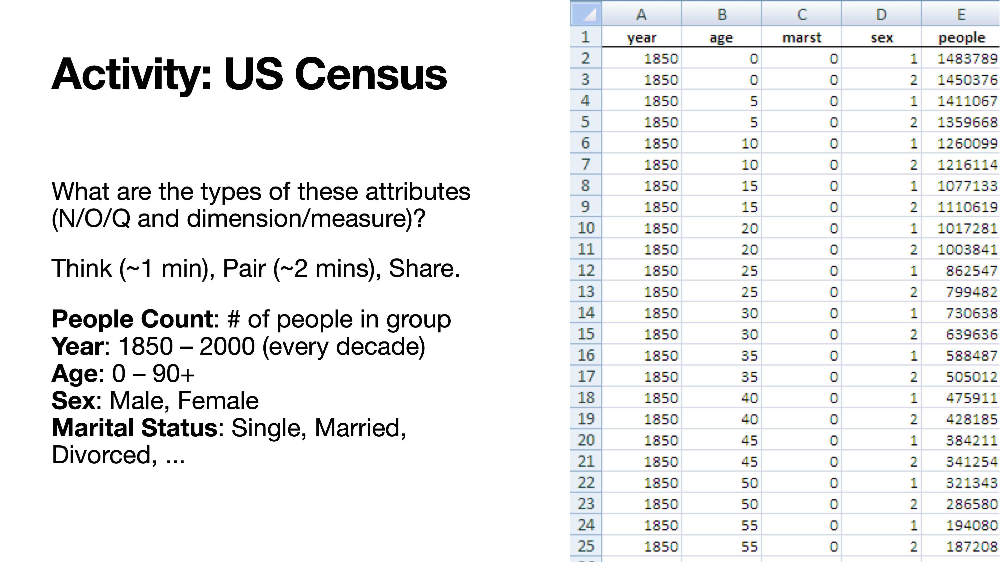 Activity: US Census
What are the types of these attributes
(N/O/Q and dimension/measure)?
Think (~1 min), Pair (~2 mins), Share.
People Count: # of people in group
Year: 1850 – 2000 (every decade)
Age: 0 – 90+
Sex: Male, Female
Marital Status: Single, Married,
Divorced, ...
A B C D E
1 year age marst sex people
2 1850 0 0 1 1483789
3 1850 0 0 2 1450376
4 1850 5 0 1 1411067
5 1850 5 0 2 1359668
6 1850 10 0 1 1260099
7 1850 10 0 2 1216114
8 1850 15 0 1 1077133
9 1850 15 0 2 1110619
10 1850 20 0 1 1017281
11 1850 20 0 2 1003841
12 1850 25 0 1 862547
13 1850 25 0 2 799482
14 1850 30 0 1 730638
15 1850 30 0 2 639636
16 1850 35 0 1 588487
17 1850 35 0 2 505012
18 1850 40 0 1 475911
19 1850 40 0 2 428185
20 1850 45 0 1 384211
21 1850 45 0 2 341254
22 1850 50 0 1 321343
23 1850 50 0 2 286580
24 1850 55 0 1 194080
25 1850 55 0 2 187208